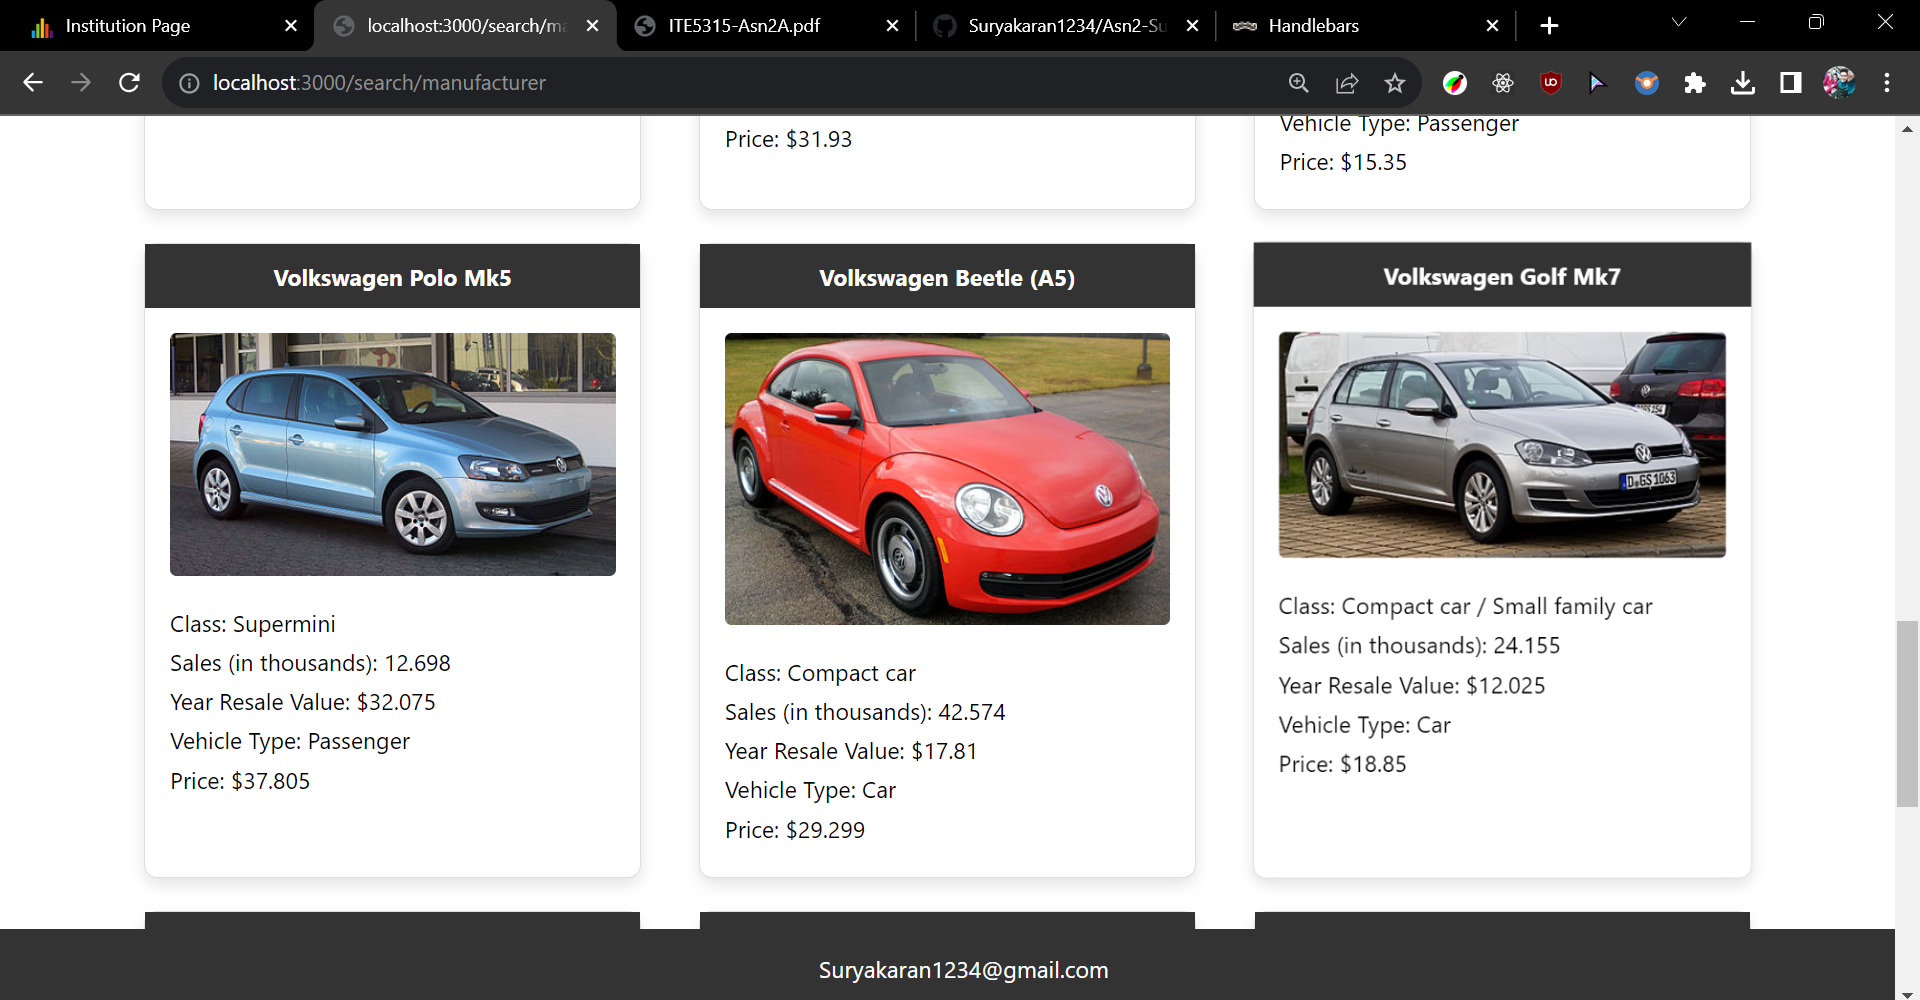 Institution Page
localhost:3000/search/ma
ITE5315-Asn2A.pdf
Suryakaran1234/Asn2-Su
Handlebars
localhost:3000/search/manufacturer
Price: $31.93
Vehicle Type: Passenger
Price: $15.35
Volkswagen Polo Mk5
Class: Supermini
Sales (in thousands): 12.698
Year Resale Value: $32.075
Vehicle Type: Passenger
Price: $37.805
Volkswagen Beetle (A5)
Class: Compact car
Sales (in thousands): 42.574
Year Resale Value: $17.81
Vehicle Type: Car
Price: $29.299
Volkswagen Golf Mk7
D GS 1063
Class: Compact car / Small family car
Sales (in thousands): 24.155
Year Resale Value: $12.025
Vehicle Type: Car
Price: $18.85
Suryakaran1234@gmail.com